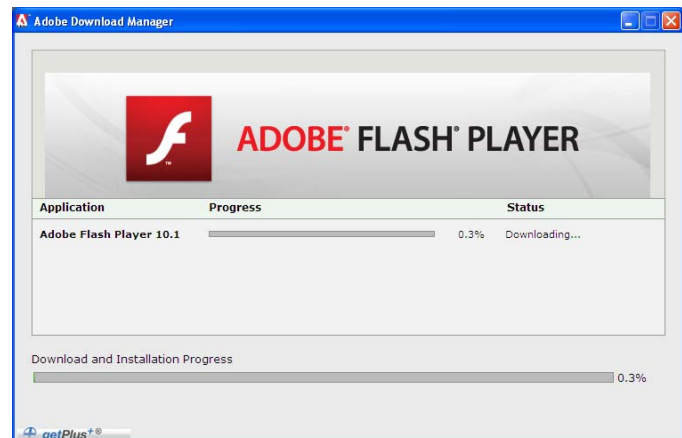 Adobe Download Manager
ADOBE® FLASH® PLAYER
TM
Application Progress Status
Adobe Flash Player 10.1 0.3% Downloading...
Download and Installation Progress
0.3%
getPlus+®